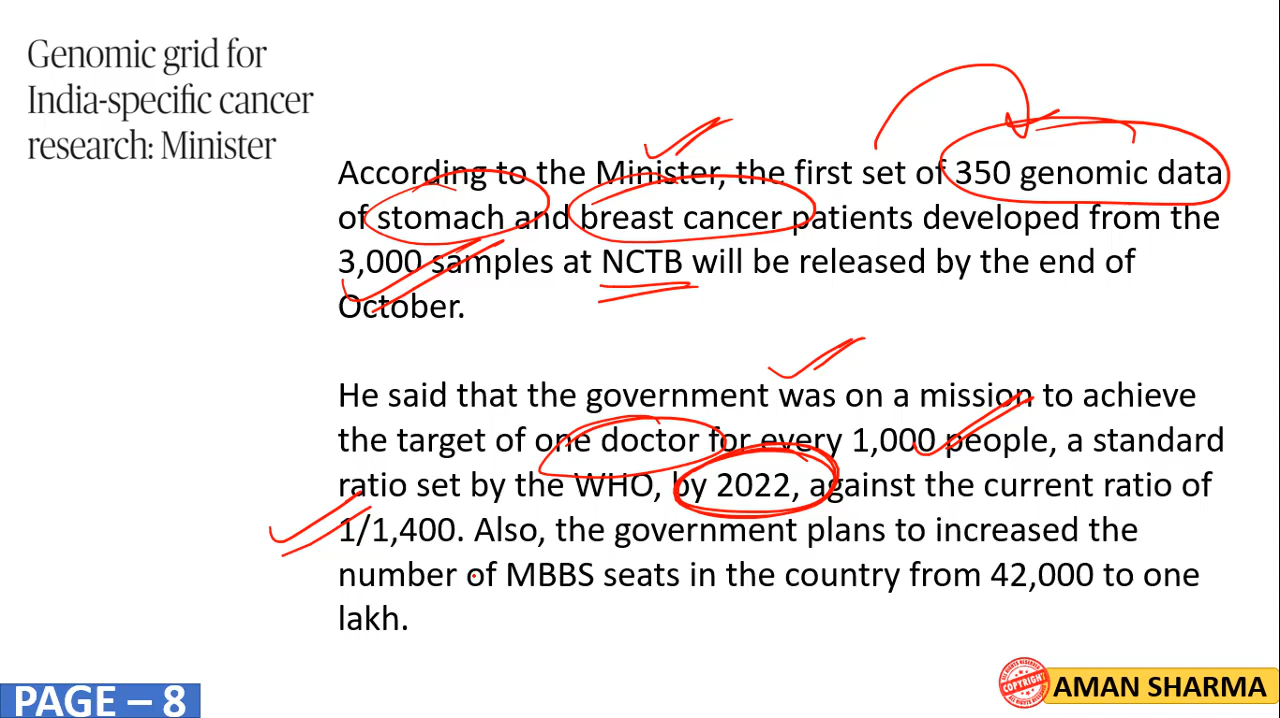 Genomic grid for
India-specific cancer
research: Minister
According to the Minister, the first set of 350 genomic data
of stomach and breast cancer patients developed from the
3,000 samples at NCTB will be released by the end of
October.
He said that the government was on a mission to achieve
the target of one doctor for every 1,000 people, a standard
ratio set by the WHO, by 2022, against the current ratio of
1/1,400. Also, the government plans to increased the
number of MBBS seats in the country from 42,000 to one
lakh.
PAGE – 8
COPYRIGHT
AMAN SHARMA